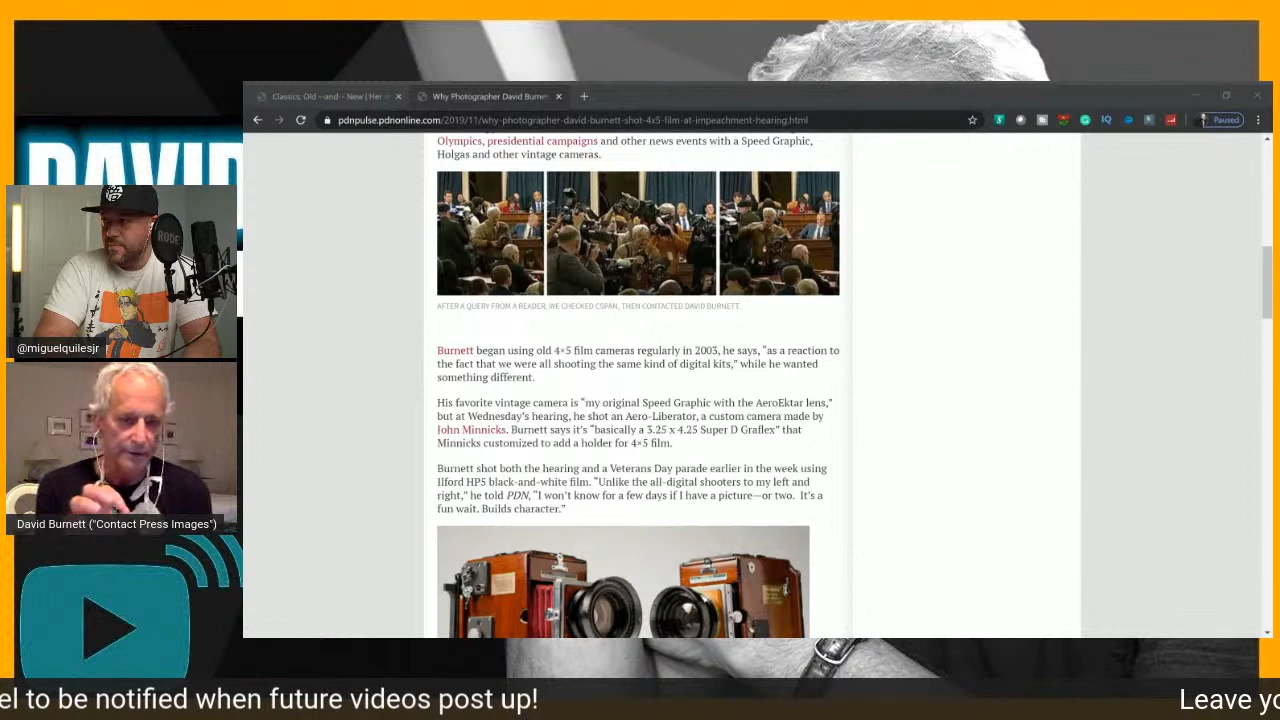 Classics, Old --and-- New | Her
Why Photographer David Burnet
pdnpulse.pdnonline.com/2019/11/why-photographer-david-burnett-shot-4x5-film-at-impeachment-hearing.html
Paused
Olympics, presidential campaigns and other news events with a Speed Graphic,
Holgas and other vintage cameras.
DAVID
RODE
@miguelquilesjr
AFTER A QUERY FROM A READER, WE CHECKED CSPAN, THEN CONTACTED DAVID BURNETT.
Burnett began using old 4×5 film cameras regularly in 2003, he says, “as a reaction to
the fact that we were all shooting the same kind of digital kits,” while he wanted
something different.
His favorite vintage camera is “my original Speed Graphic with the AeroEktar lens,”
but at Wednesday’s hearing, he shot an Aero-Liberator, a custom camera made by
John Minnicks. Burnett says it’s “basically a 3.25 x 4.25 Super D Graflex” that
Minnicks customized to add a holder for 4×5 film.
Burnett shot both the hearing and a Veterans Day parade earlier in the week using
Ilford HP5 black-and-white film. “Unlike the all-digital shooters to my left and
right,” he told PDN, “I won’t know for a few days if I have a picture—or two. It’s a
fun wait. Builds character.”
David Burnett ("Contact Press Images")
el to be notified when future videos post up!
Leave yo